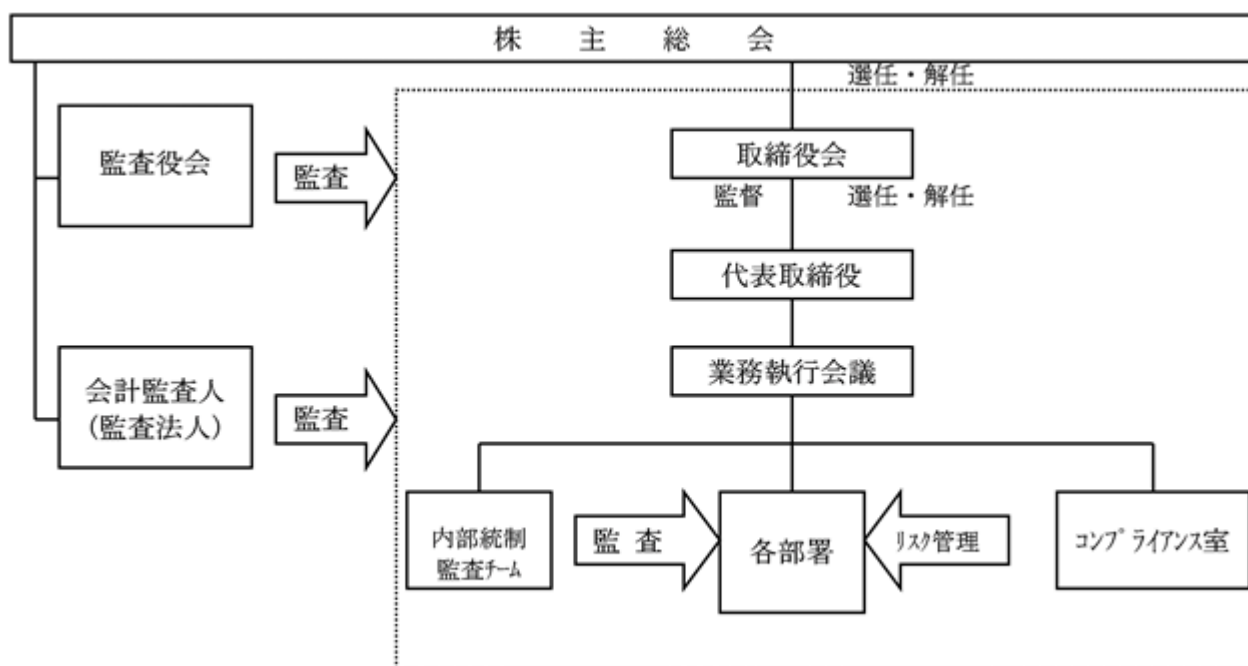 株主総会
選任・解任
監査役会
監査
取締役会
監督
選任・解任
代表取締役
会計監査人
(監査法人)
監査
業務執行会議
内部統制
監査ﾁｰﾑ
監 査
各部署
ﾘｽｸ管理
ｺﾝﾌﾟﾗｲｱﾝｽ室